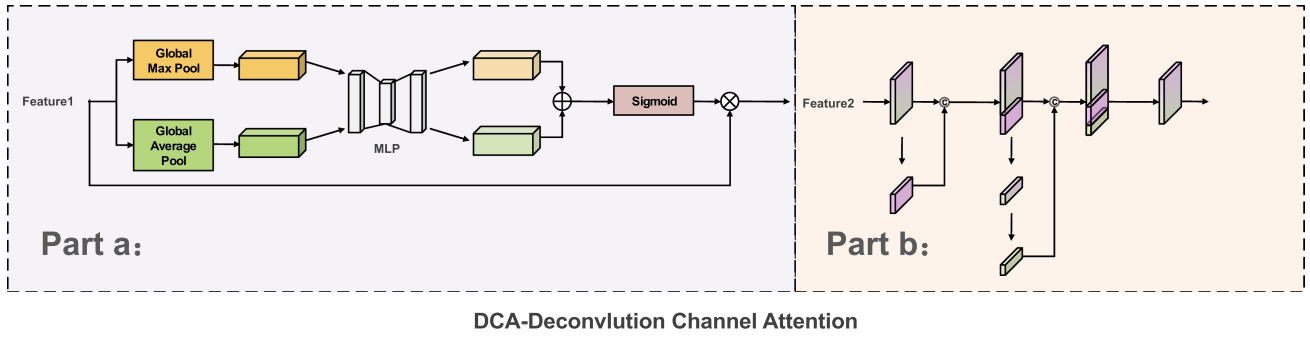 Feature1
Global
Max Pool
Global
Average
Pool
MLP
Sigmoid
Part a:
Feature2
C
C
Part b:
DCA-Deconvlution Channel Attention